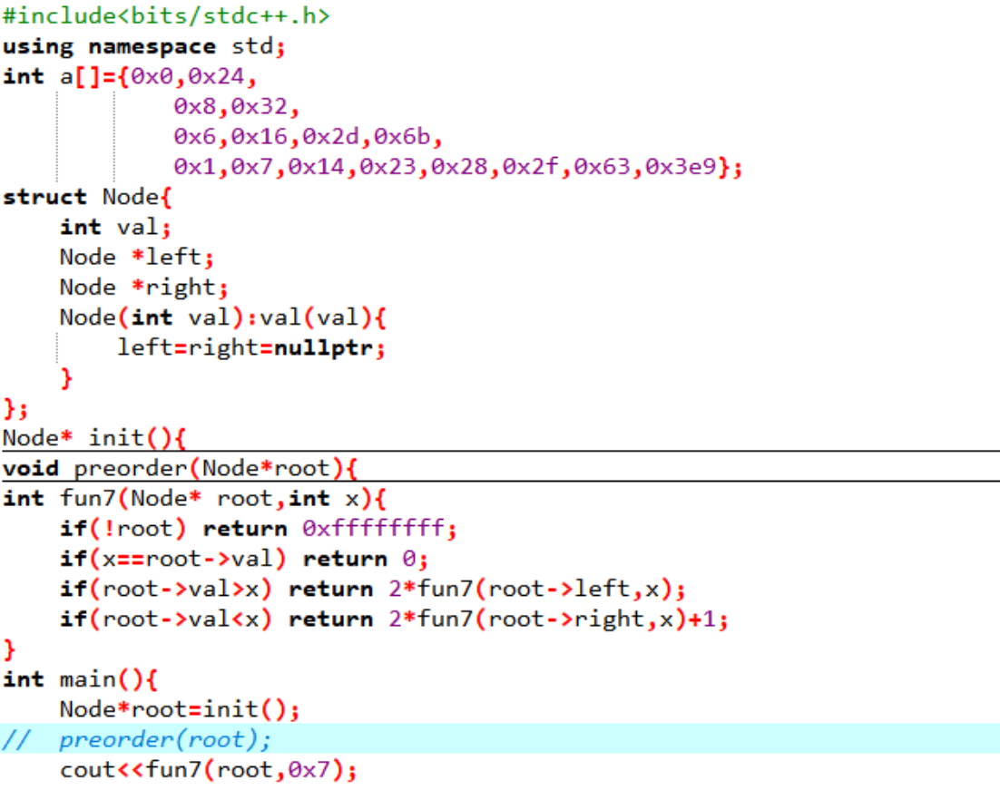 #include<bits/stdc++.h>
using namespace std;
int a[]={0x0,0x24,
0x8,0x32,
0x6,0x16,0x2d,0x6b,
0x1,0x7,0x14,0x23,0x28,0x2f,0x63,0x3e9};
struct Node{
int val;
Node *left;
Node *right;
Node(int val):val(val){
left=right=nullptr;
}
};
Node* init(){
void preorder(Node*root){
int fun7(Node* root,int x){
if(!root) return 0xffffffff;
if(x==root->val) return 0;
if(root->val>x) return 2*fun7(root->left,x);
if(root->val<x) return 2*fun7(root->right,x)+1;
}
int main(){
Node*root=init();
// preorder(root);
cout<<fun7(root,0x7);